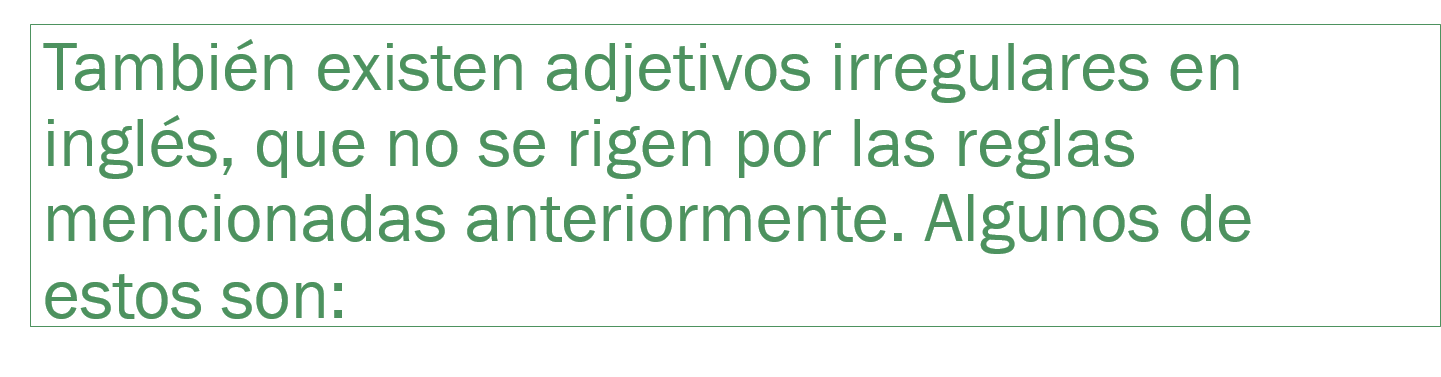 También existen adjetivos irregulares en
inglés, que no se rigen por las reglas
mencionadas anteriormente. Algunos de
estos son: